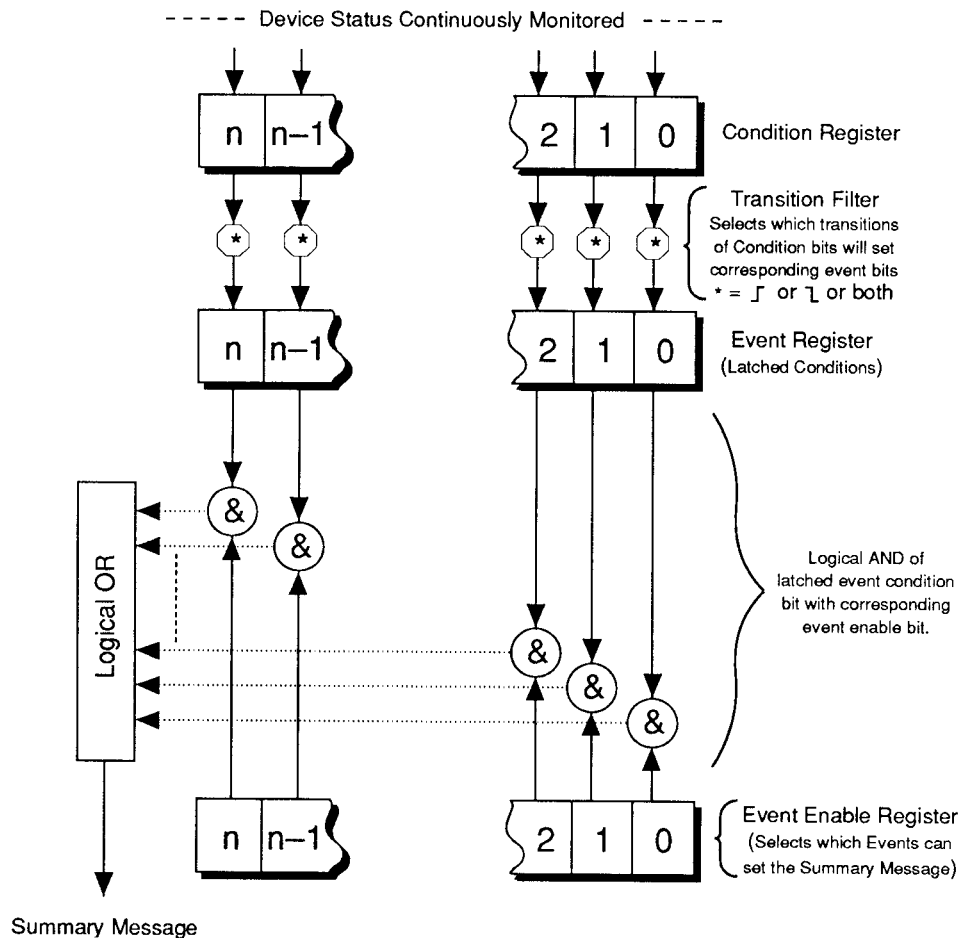 Device Status Continuously Monitored
n n−1 2 1 0
Condition Register
Transition Filter
Selects which transitions
of Condition bits will set
corresponding event bits
* * * * *
* = or or both
n n−1 2 1 0
Event Register
(Latched Conditions)
&
&
Logical OR
Logical AND of
latched event condition
bit with corresponding
event enable bit.
&
&
&
n n−1 2 1 0
Event Enable Register
(Selects which Events can
set the Summary Message)
Summary Message